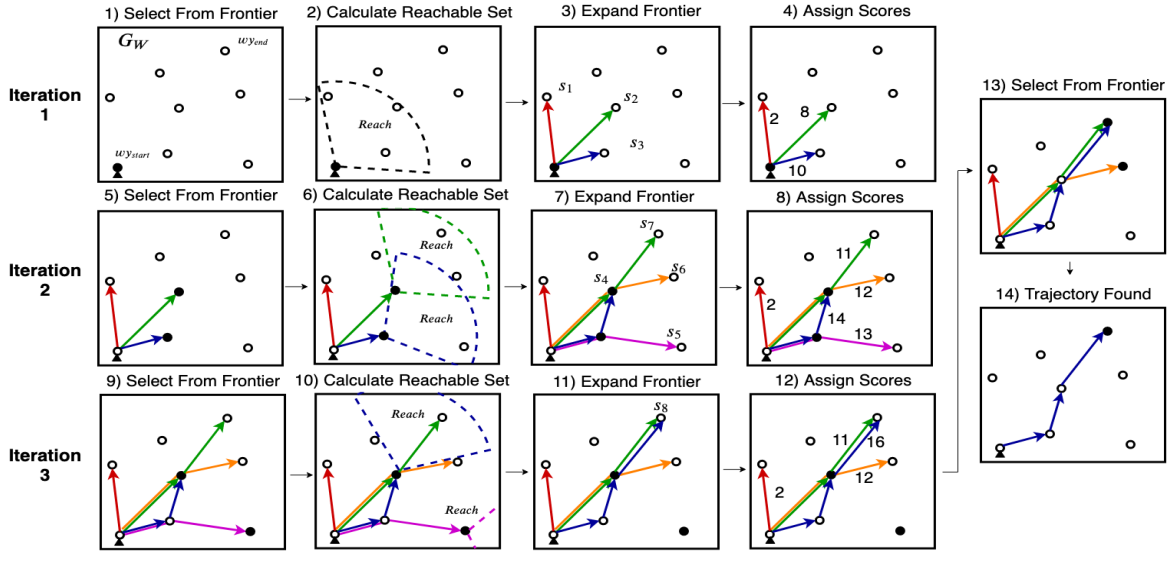 1) Select From Frontier
2) Calculate Reachable Set
3) Expand Frontier
4) Assign Scores
Iteration
1
G_W
wy_end
wy_start
Reach
s_1
s_2
s_3
2
8
10
13) Select From Frontier
5) Select From Frontier
6) Calculate Reachable Set
7) Expand Frontier
8) Assign Scores
Iteration
2
Reach
Reach
s_7
s_4
s_6
s_5
11
2
12
14
13
14) Trajectory Found
9) Select From Frontier
10) Calculate Reachable Set
11) Expand Frontier
12) Assign Scores
Iteration
3
Reach
Reach
s_8
11
16
2
12